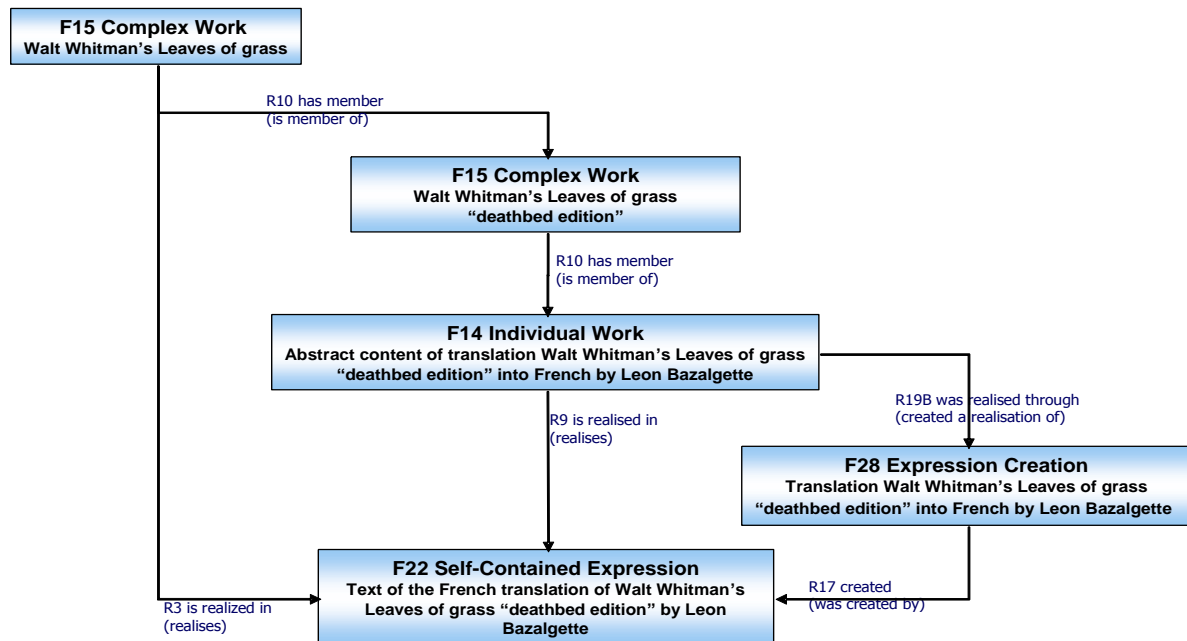 F15 Complex Work
Walt Whitman’s Leaves of grass
R10 has member
(is member of)
F15 Complex Work
Walt Whitman’s Leaves of grass
“deathbed edition”
R10 has member
(is member of)
F14 Individual Work
Abstract content of translation Walt Whitman’s Leaves of grass
“deathbed edition” into French by Leon Bazalgette
R19B was realised through
(created a realisation of)
R9 is realised in
(realises)
F28 Expression Creation
Translation Walt Whitman’s Leaves of grass
“deathbed edition” into French by Leon Bazalgette
F22 Self-Contained Expression
Text of the French translation of Walt Whitman’s
Leaves of grass “deathbed edition” by Leon
Bazalgette
R17 created
(was created by)
R3 is realized in
(realises)